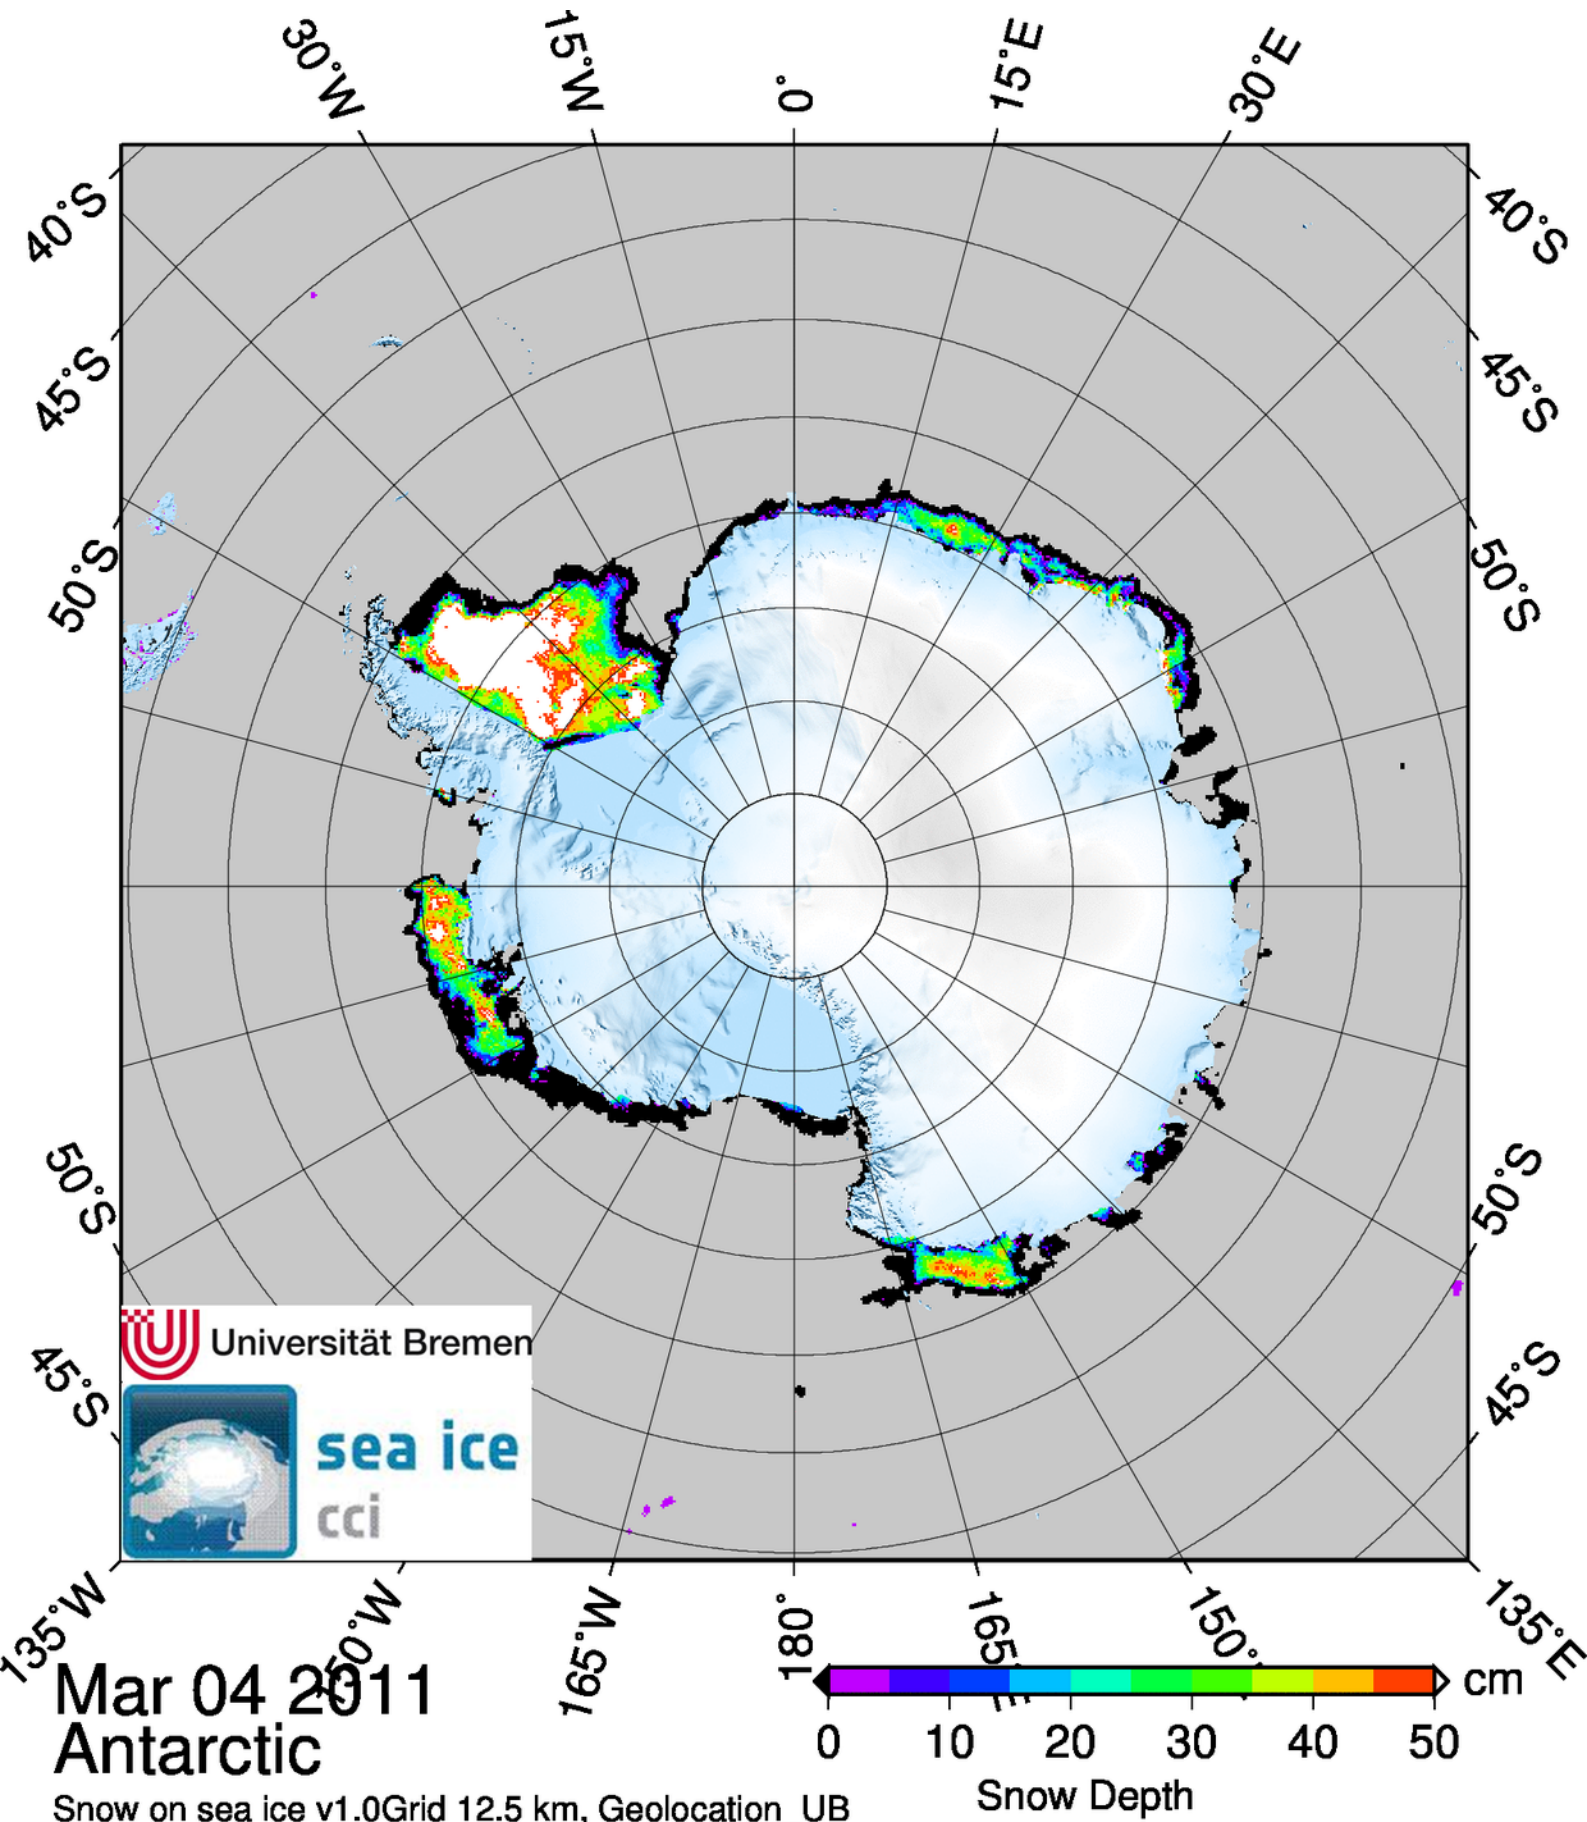 30°W 15°W 0° 15°E 30°E
40°S 40°S
45°S 45°S
50°S 50°S
50°S 50°S
45°S 45°S
Universität Bremen
sea ice
cci
135°W 150°W 165°W 180° 165°E 150° 135°E
Mar 04 2011
Antarctic
Snow on sea ice v1.0Grid 12.5 km, Geolocation UB
cm
0 10 20 30 40 50
Snow Depth